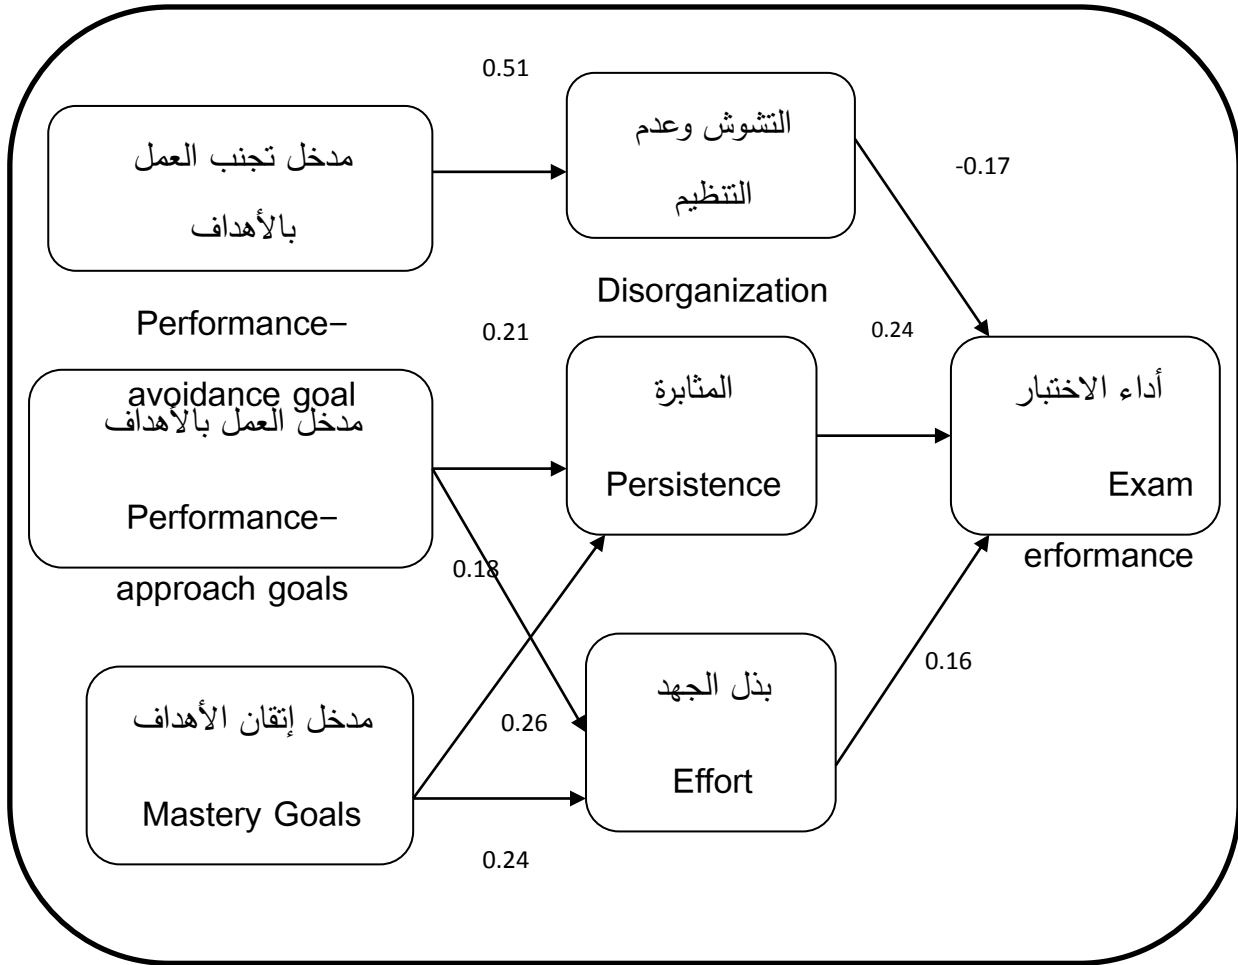 0.51
مدخل تجنب العمل
بالأهداف
Performance–
avoidance goal
التشوش وعدم
التنظيم
Disorganization
-0.17
0.21
مدخل العمل بالأهداف
Performance–
approach goals
المثابرة
Persistence
0.24
أداء الاختبار
Exam
erformance
0.18
مدخل إتقان الأهداف
Mastery Goals
0.26
بذل الجهد
Effort
0.16
0.24